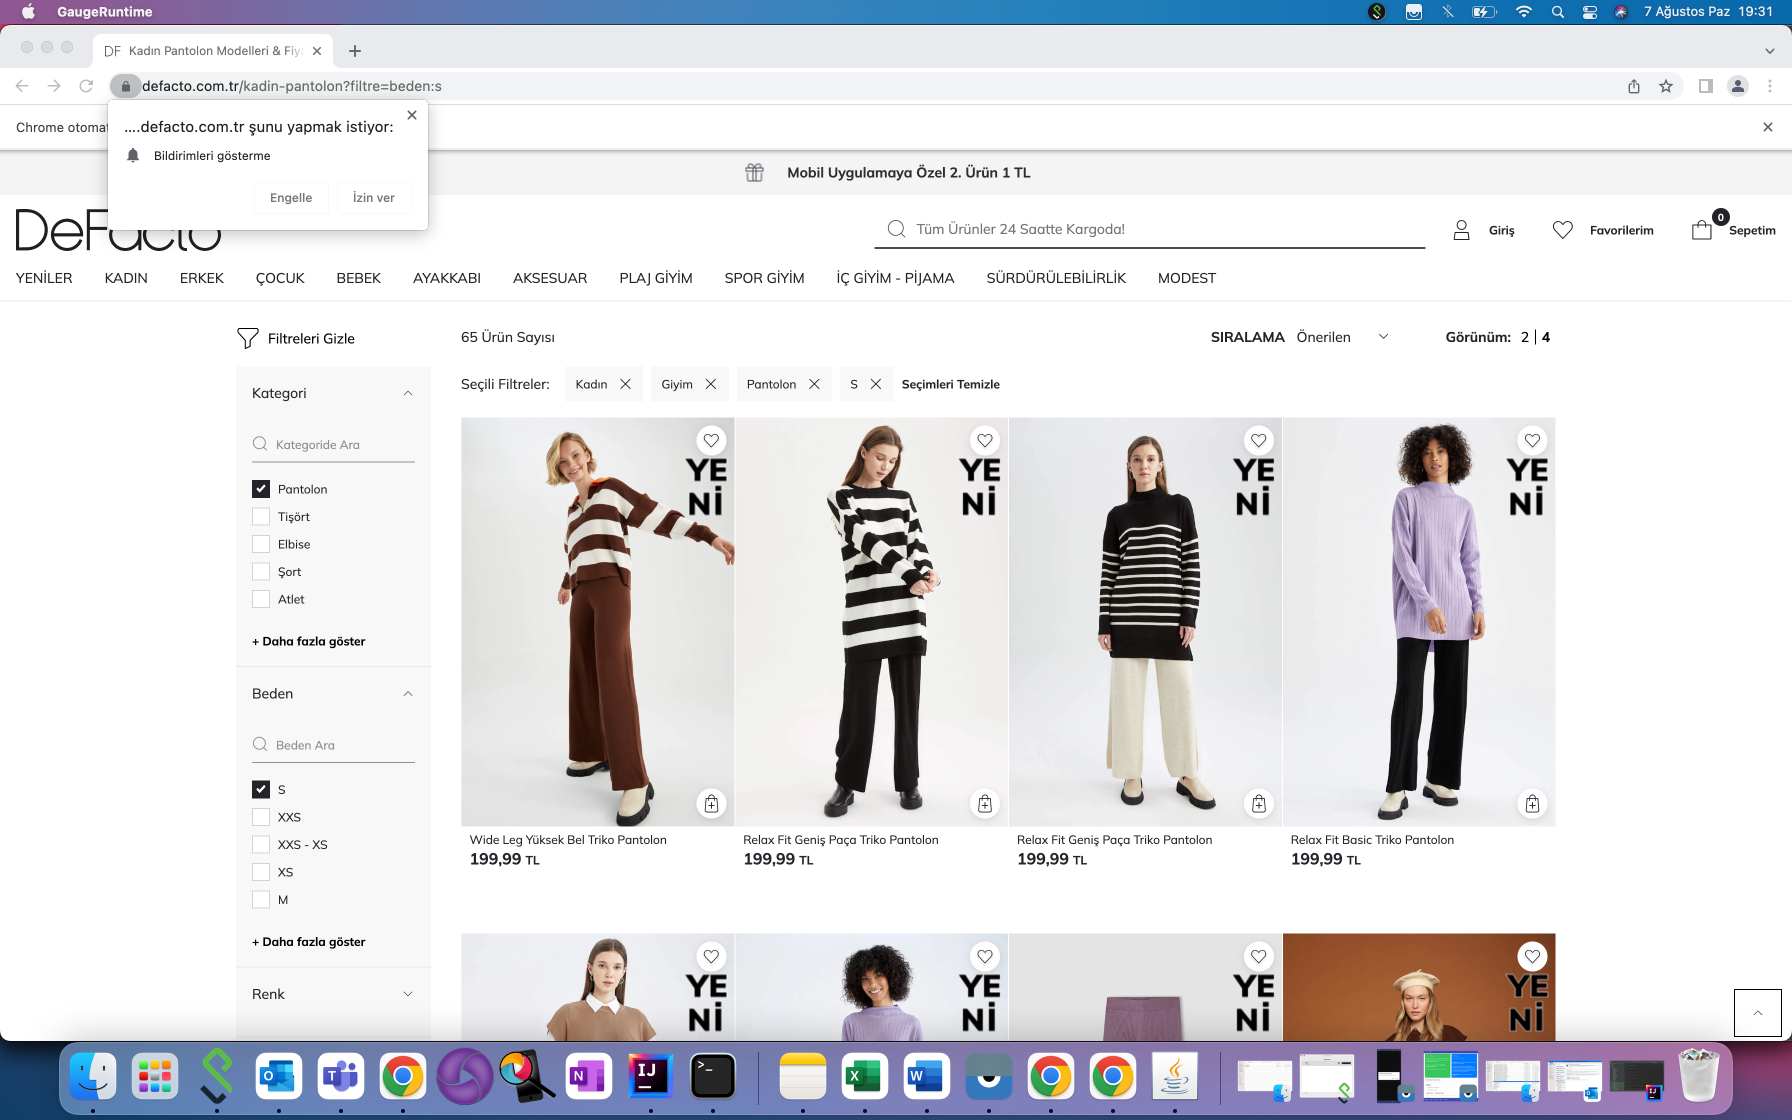 GaugeRuntime
7 Ağustos Paz 19:31
DF Kadın Pantolon Modelleri & Fiy
defacto.com.tr/kadin-pantolon?filtre=beden:s
Chrome otomat
....defacto.com.tr şunu yapmak istiyor:
Bildirimleri gösterme
Engelle
İzin ver
Mobil Uygulamaya Özel 2. Ürün 1 TL
DeFacto
Tüm Ürünler 24 Saatte Kargoda!
Giriş
Favorilerim
0
Sepetim
YENİLER KADIN ERKEK ÇOCUK BEBEK AYAKKABI AKSESUAR PLAJ GİYİM SPOR GİYİM İÇ GİYİM - PİJAMA SÜRDÜRÜLEBİLİRLİK MODEST
Filtreleri Gizle
65 Ürün Sayısı
SIRALAMA Önerilen
Görünüm: 2 | 4
Seçili Filtreler: Kadın Giyim Pantolon S Seçimleri Temizle
Kategori
Kategoride Ara
Pantolon
Tişört
Elbise
Şort
Atlet
+ Daha fazla göster
Beden
Beden Ara
S
XXS
XXS - XS
XS
M
+ Daha fazla göster
Renk
YE
Nİ
YE
Nİ
YE
Nİ
YE
Nİ
Wide Leg Yüksek Bel Triko Pantolon
199,99 TL
Relax Fit Geniş Paça Triko Pantolon
199,99 TL
Relax Fit Geniş Paça Triko Pantolon
199,99 TL
Relax Fit Basic Triko Pantolon
199,99 TL
YE
Nİ
YE
Nİ
YE
Nİ
YE
Nİ